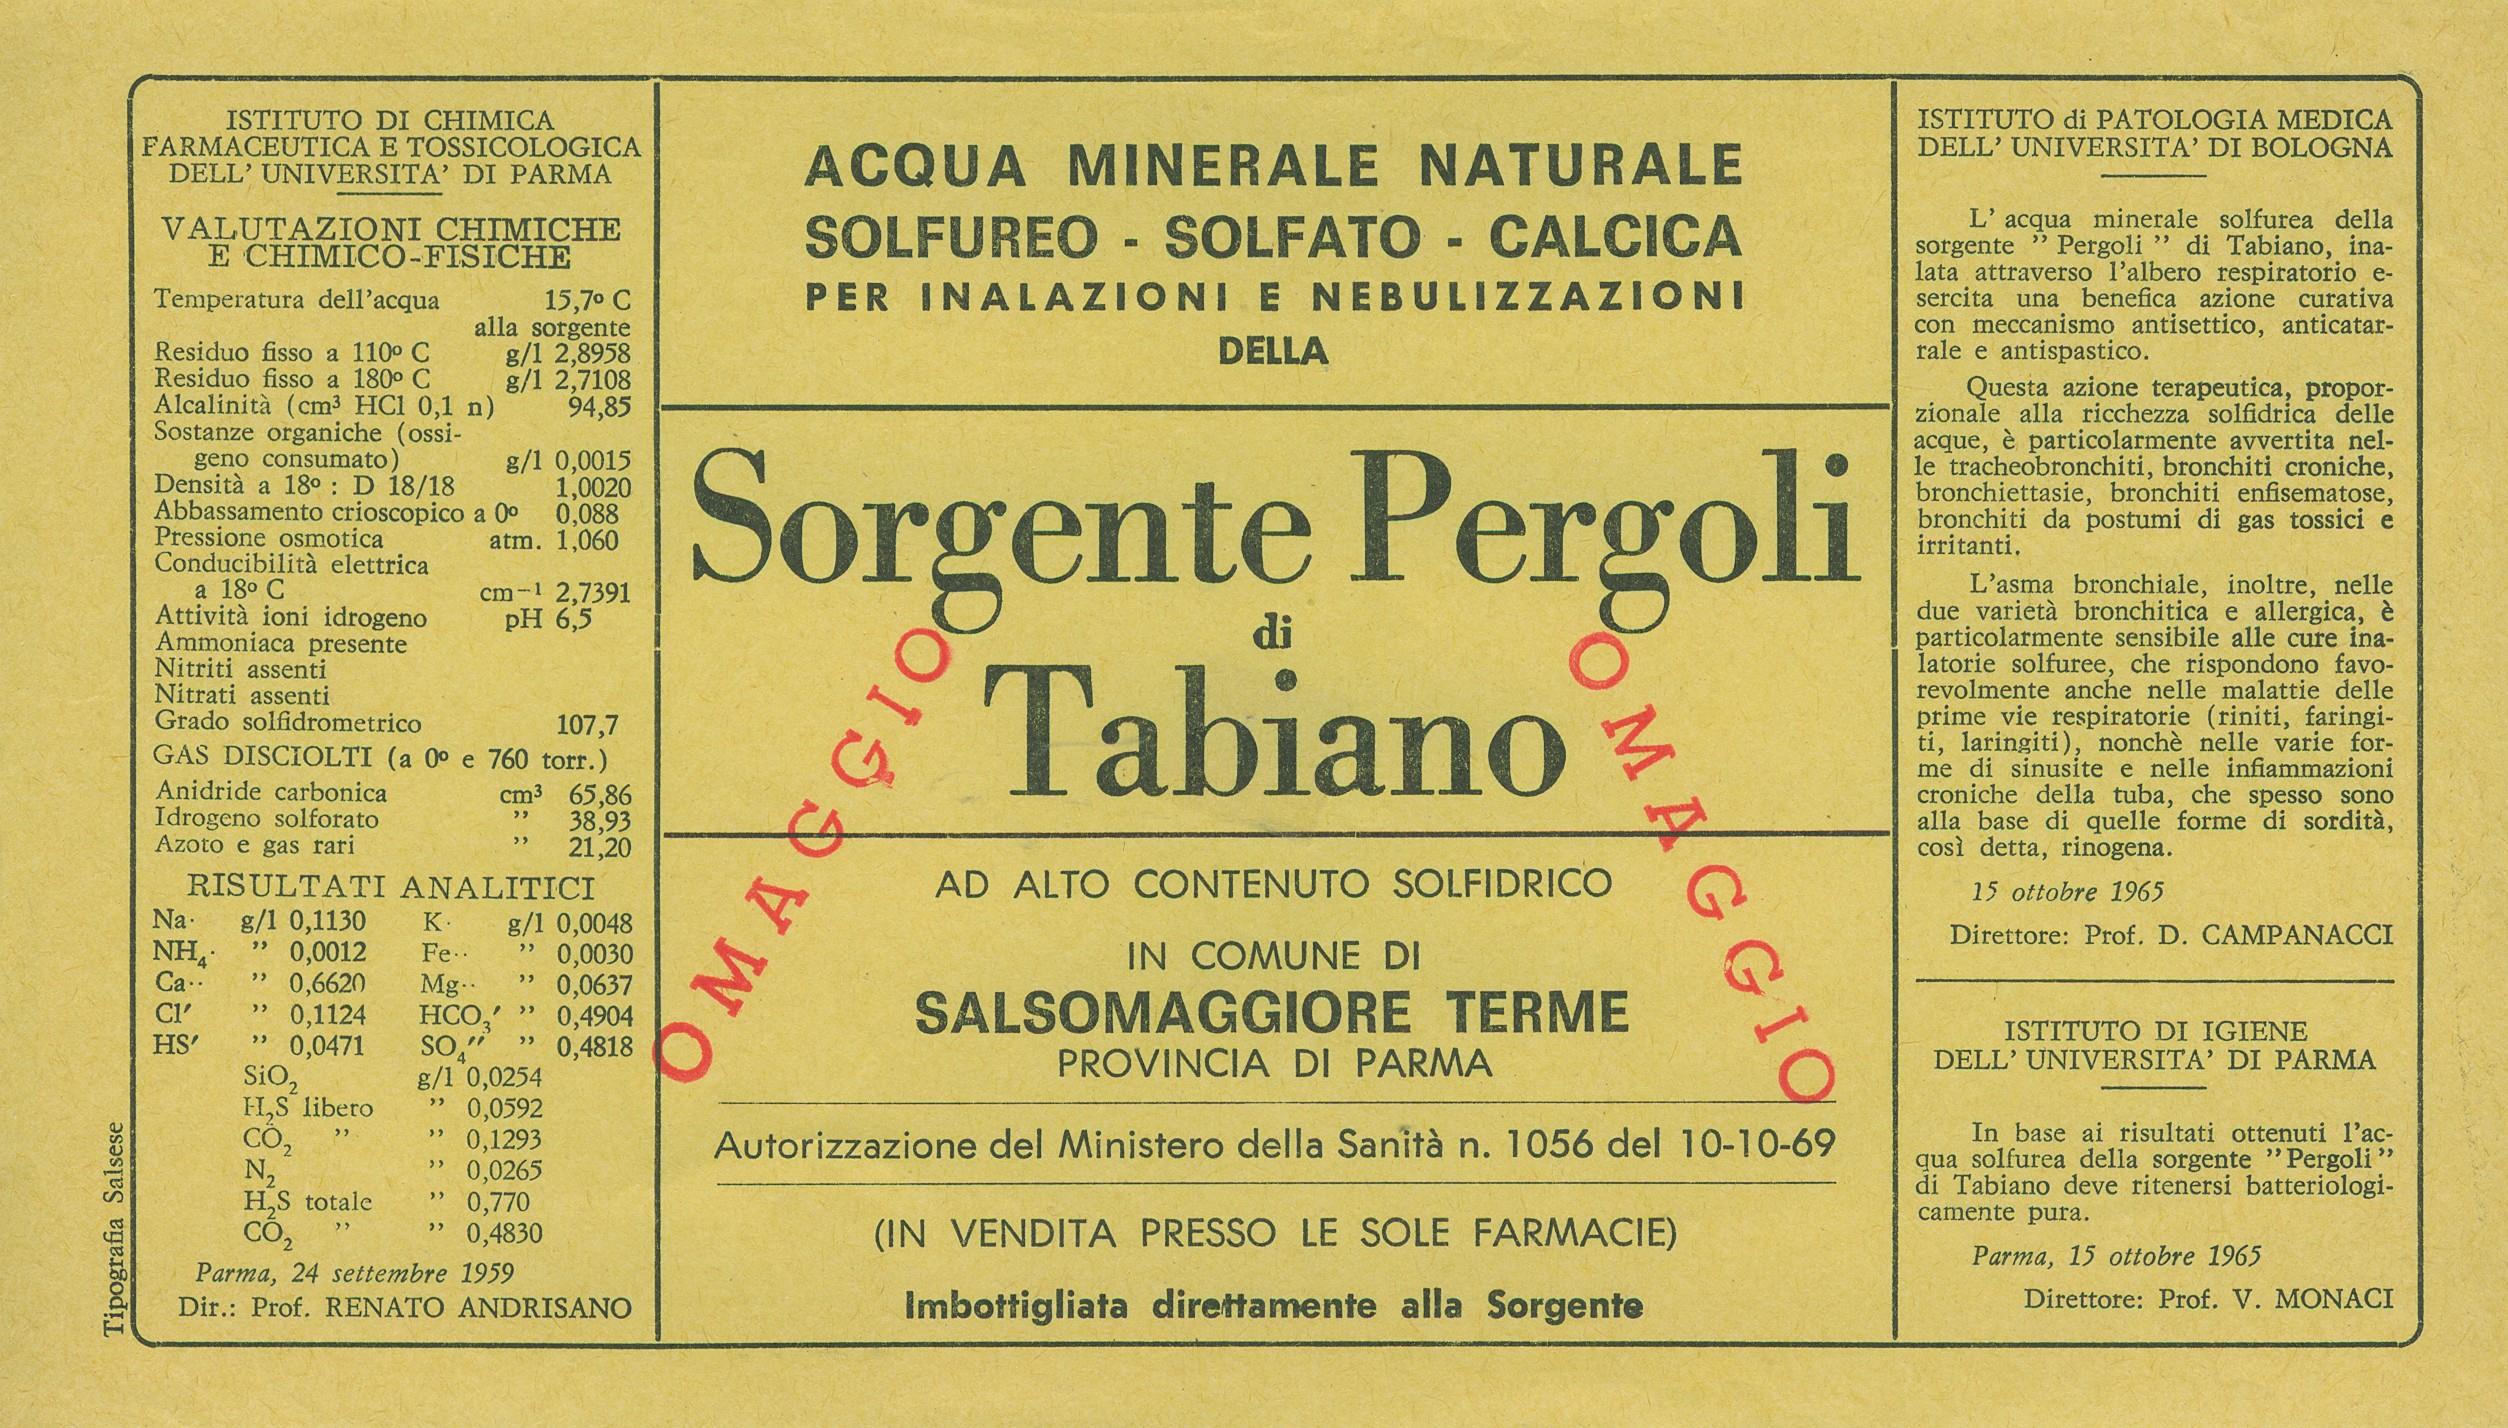 ISTITUTO DI CHIMICA
FARMACEUTICA E TOSSICOLOGICA
DELL' UNIVERSITA' DI PARMA
VALUTAZIONI CHIMICHE
E CHIMICO-FISICHE
Temperatura dell'acqua 15,7º C
alla sorgente
Residuo fisso a 110º C g/l 2,8958
Residuo fisso a 180º C g/l 2,7108
Alcalinità (cm³ HCl 0,1 n) 94,85
Sostanze organiche (ossi-
geno consumato) g/l 0,0015
Densità a 18º : D 18/18 1,0020
Abbassamento crioscopico a 0º 0,088
Pressione osmotica atm. 1,060
Conducibilità elettrica
a 18º C cm-¹ 2,7391
Attività ioni idrogeno pH 6,5
Ammoniaca presente
Nitriti assenti
Nitrati assenti
Grado solfidrometrico 107,7
GAS DISCIOLTI (a 0º e 760 torr.)
Anidride carbonica cm³ 65,86
Idrogeno solforato ” 38,93
Azoto e gas rari ” 21,20
RISULTATI ANALITICI
Na· g/l 0,1130 K· g/l 0,0048
NH₄· ” 0,0012 Fe·· ” 0,0030
Ca·· ” 0,6620 Mg·· ” 0,0637
Cl′ ” 0,1124 HCO₃′ ” 0,4904
HS′ ” 0,0471 SO₄″ ” 0,4818
SiO₂ g/l 0,0254
H₂S libero ” 0,0592
CO₂ ” ” 0,1293
N₂ ” 0,0265
H₂S totale ” 0,770
CO₂ ” ” 0,4830
Parma, 24 settembre 1959
Dir.: Prof. RENATO ANDRISANO
Tipografia Salsese
ACQUA MINERALE NATURALE
SOLFUREO - SOLFATO - CALCICA
PER INALAZIONI E NEBULIZZAZIONI
DELLA
Sorgente Pergoli
di
Tabiano
OMAGGIO
OMAGGIO
AD ALTO CONTENUTO SOLFIDRICO
IN COMUNE DI
SALSOMAGGIORE TERME
PROVINCIA DI PARMA
Autorizzazione del Ministero della Sanità n. 1056 del 10-10-69
(IN VENDITA PRESSO LE SOLE FARMACIE)
Imbottigliata direttamente alla Sorgente
ISTITUTO di PATOLOGIA MEDICA
DELL' UNIVERSITA' DI BOLOGNA
L' acqua minerale solfurea della
sorgente ” Pergoli ” di Tabiano, ina-
lata attraverso l'albero respiratorio e-
sercita una benefica azione curativa
con meccanismo antisettico, anticatar-
rale e antispastico.
Questa azione terapeutica, propor-
zionale alla ricchezza solfidrica delle
acque, è particolarmente avvertita nel-
le tracheobronchiti, bronchiti croniche,
bronchiettasie, bronchiti enfisematose,
bronchiti da postumi di gas tossici e
irritanti.
L'asma bronchiale, inoltre, nelle
due varietà bronchitica e allergica, è
particolarmente sensibile alle cure ina-
latorie solfuree, che rispondono favo-
revolmente anche nelle malattie delle
prime vie respiratorie (riniti, faringi-
ti, laringiti), nonchè nelle varie for-
me di sinusite e nelle infiammazioni
croniche della tuba, che spesso sono
alla base di quelle forme di sordità,
così detta, rinogena.
15 ottobre 1965
Direttore: Prof. D. CAMPANACCI
ISTITUTO DI IGIENE
DELL' UNIVERSITA' DI PARMA
In base ai risultati ottenuti l'ac-
qua solfurea della sorgente ”Pergoli”
di Tabiano deve ritenersi batteriologi-
camente pura.
Parma, 15 ottobre 1965
Direttore: Prof. V. MONACI